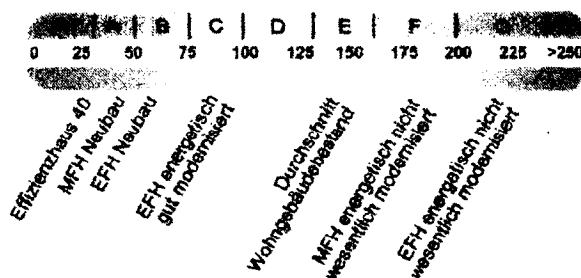 A B C D E F G
0 25 50 75 100 125 150 175 200 225 >250
Effizienzhaus 40
MFH Neubau
EFH Neubau
EFH energetisch
gut modernisiert
Durchschnitt
Wohngebäudebestand
MFH energetisch nicht
wesentlich modernisiert
EFH energetisch nicht
wesentlich modernisiert